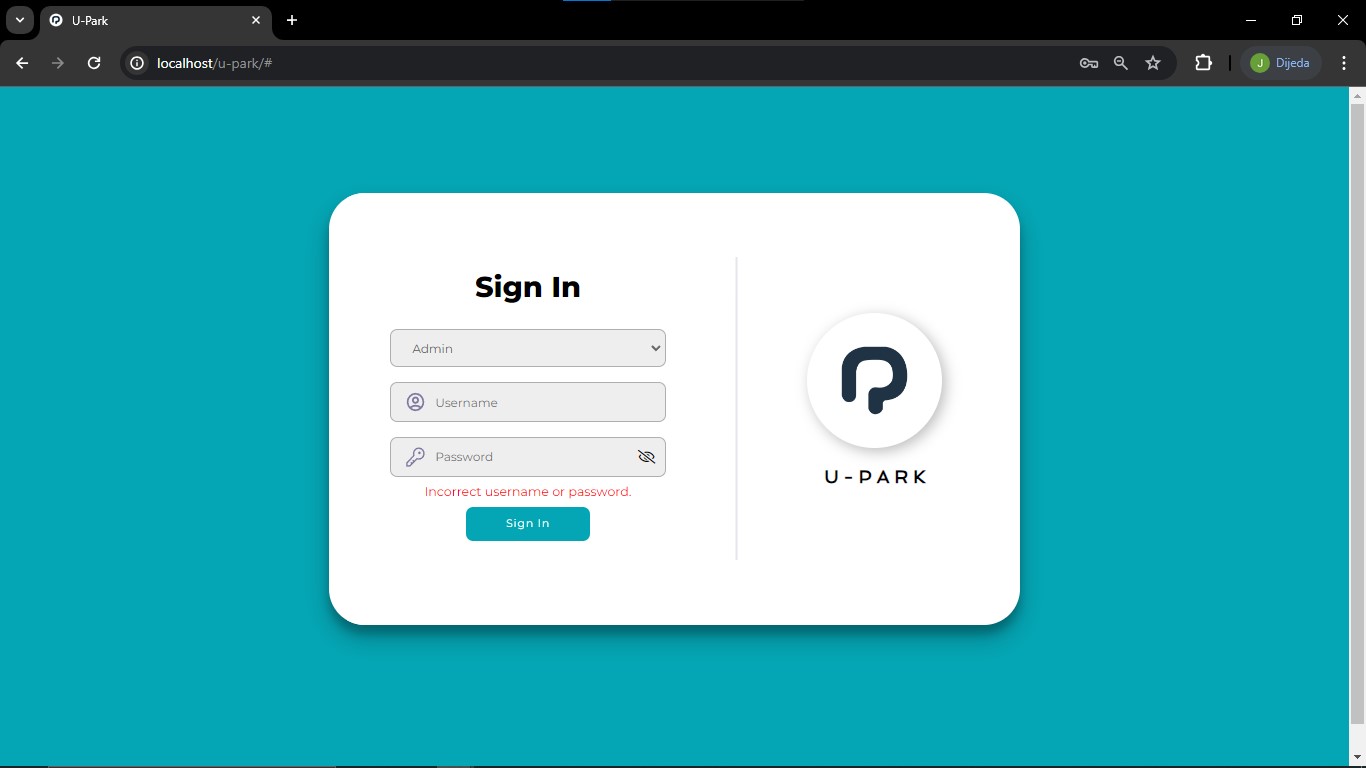 U-Park
localhost/u-park/#
J Dijeda
Sign In
Admin
Username
Password
Incorrect username or password.
Sign In
U-PARK